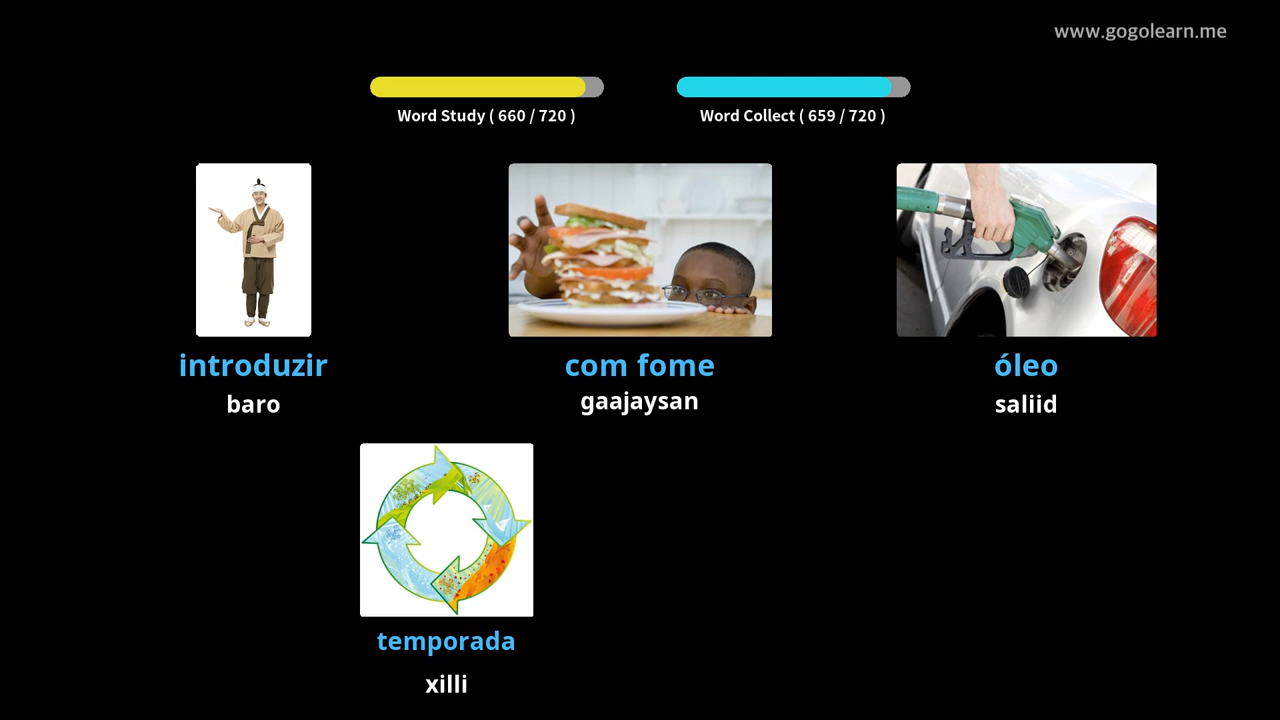 www.gogolearn.me
Word Study ( 660 / 720 )
Word Collect ( 659 / 720 )
introduzir
baro
com fome
gaajaysan
óleo
saliid
temporada
xilli